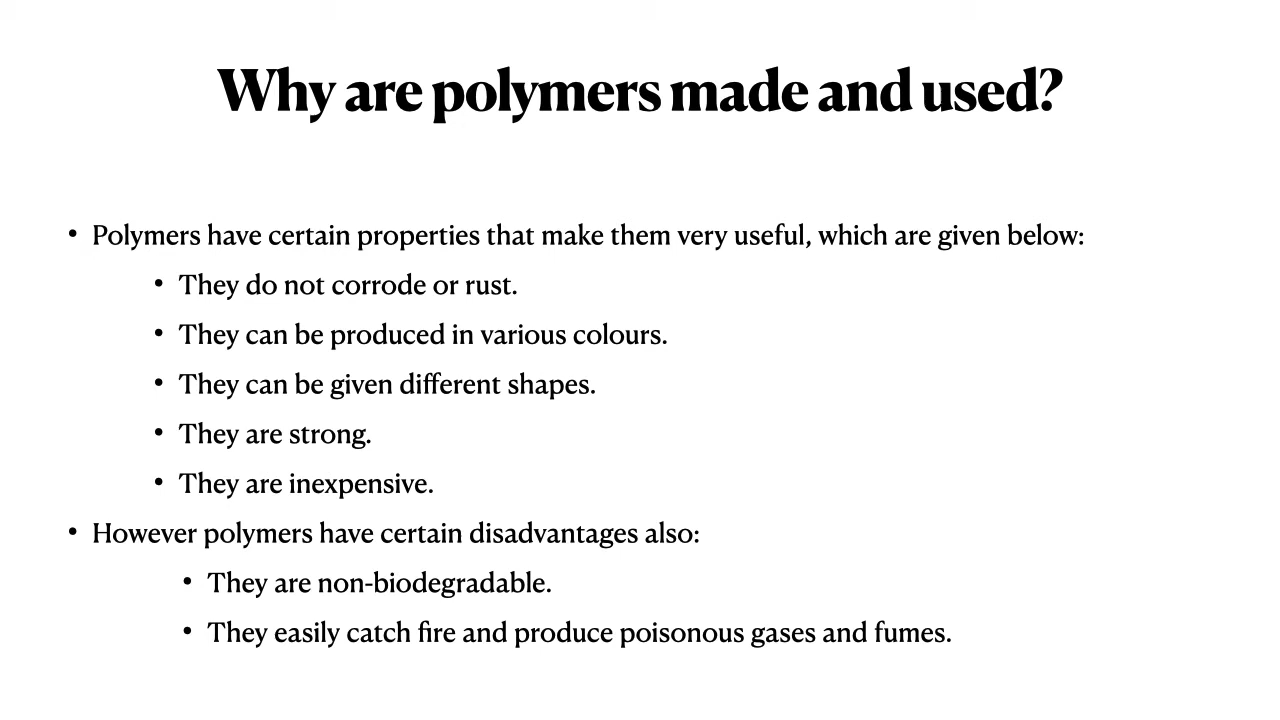 Why are polymers made and used?
• Polymers have certain properties that make them very useful, which are given below:
• They do not corrode or rust.
• They can be produced in various colours.
• They can be given different shapes.
• They are strong.
• They are inexpensive.
• However polymers have certain disadvantages also:
• They are non-biodegradable.
• They easily catch fire and produce poisonous gases and fumes.